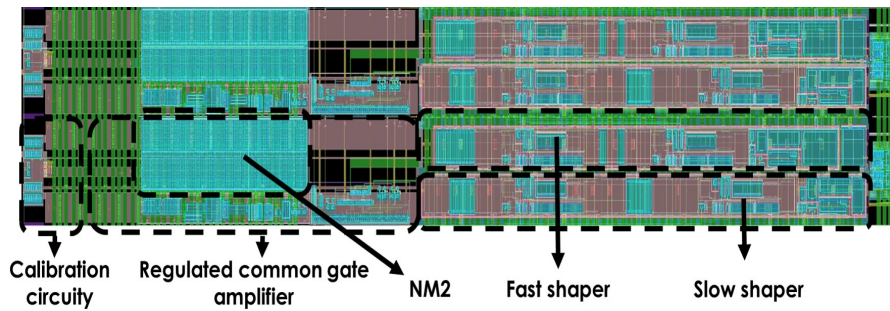 Calibration
circuity
Regulated common gate
amplifier
NM2
Fast shaper
Slow shaper